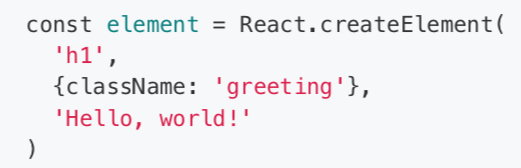 const element = React.createElement(
  'h1',
  {className: 'greeting'},
  'Hello, world!'
)